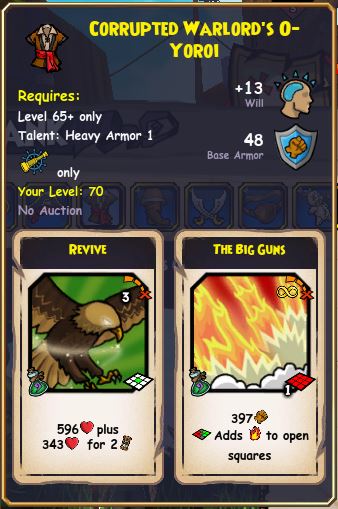 Corrupted Warlord's O-
Yoroi
Requires:
Level 65+ only
Talent: Heavy Armor 1
only
Your Level: 70
No Auction
+13
Will
48
Base Armor
Revive
3
596 plus
343 for 2
The Big Guns
1
397
Adds to open
squares